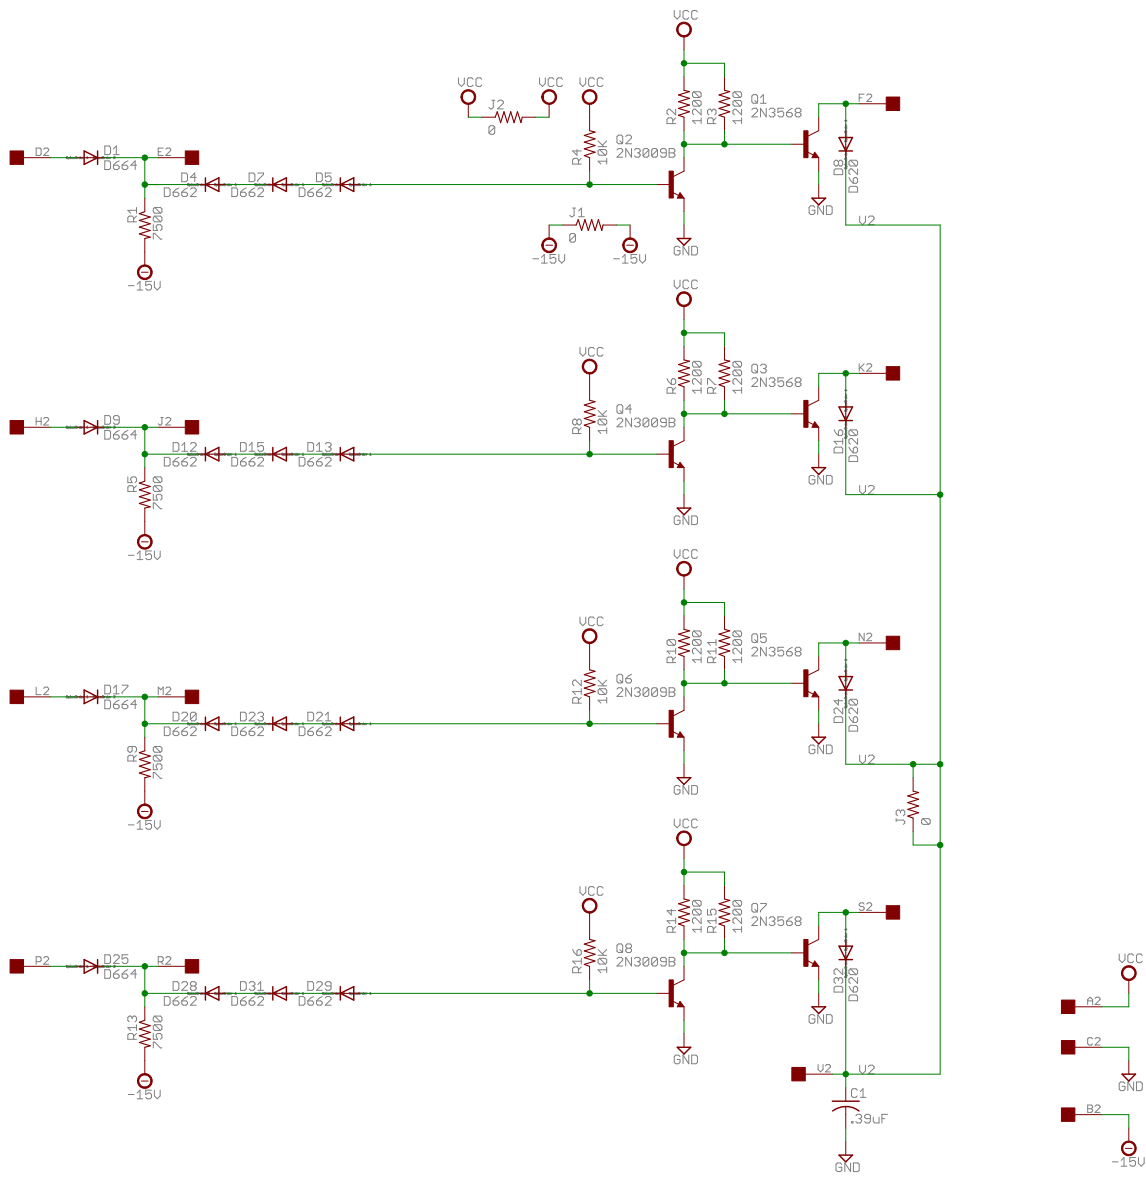 VCC
VCC
VCC
VCC
J2
0
R4
10K
Q2
2N3009B
R2
1200
R3
1200
Q1
2N3568
F2
D8
D620
GND
V2
D2
D1
D664
E2
D4
D662
D7
D662
D5
D662
R1
7500
-15V
J1
0
-15V
-15V
GND
VCC
VCC
R8
10K
Q4
2N3009B
R6
1200
R7
1200
Q3
2N3568
K2
D16
D620
GND
V2
H2
D9
D664
J2
D12
D662
D15
D662
D13
D662
R5
7500
-15V
GND
VCC
VCC
R12
10K
Q6
2N3009B
R10
1200
R11
1200
Q5
2N3568
N2
D24
D620
GND
V2
L2
D17
D664
M2
D20
D662
D23
D662
D21
D662
R9
7500
-15V
GND
J3
0
VCC
VCC
R16
10K
Q8
2N3009B
R14
1200
R15
1200
Q7
2N3568
S2
D32
D620
GND
P2
D25
D664
R2
D28
D662
D31
D662
D29
D662
R13
7500
-15V
GND
V2
V2
C1
.39uF
GND
VCC
A2
C2
GND
B2
-15V